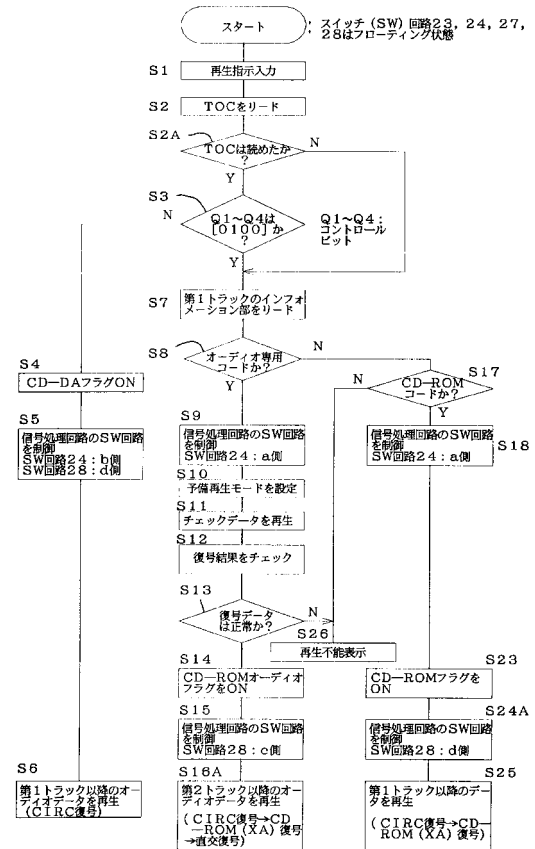 スタート
: スイッチ (SW) 回路23, 24, 27,
28はフローティング状態
S1
再生指示入力
S2
TOCをリード
S2A
TOCは読めたか
?
N
Y
S3
N
Q1〜Q4は
[0100]か
?
Q1〜Q4:
コントロール
ビット
Y
S7
第1トラックのインフォ
メーション部をリード
S8
オーディオ専用
コードか?
N
Y
S17
CD—ROM
コードか?
N
Y
S4
CD—DAフラグON
S5
信号処理回路のSW回路
を制御
SW回路24:b側
SW回路28:d側
S9
信号処理回路のSW回路
を制御
SW回路24:a側
S18
信号処理回路のSW回路
を制御
SW回路24:a側
S10
予備再生モードを設定
S11
チェックデータを再生
S12
復号結果をチェック
S13
復号データ
は正常か?
N
Y
S26
再生不能表示
S14
CD—ROMオーディオ
フラグをON
S23
CD—ROMフラグを
ON
S15
信号処理回路のSW回路
を制御
SW回路28:c側
S24A
信号処理回路のSW回路
を制御
SW回路28:d側
S6
第1トラック以降のオー
ディオデータを再生
(CIRC復号)
S16A
第2トラック以降のオー
ディオデータを再生
(CIRC復号→CD
—ROM (XA) 復号
→直交復号)
S25
第1トラック以降のデー
タを再生
(CIRC復号→CD—
ROM (XA) 復号)